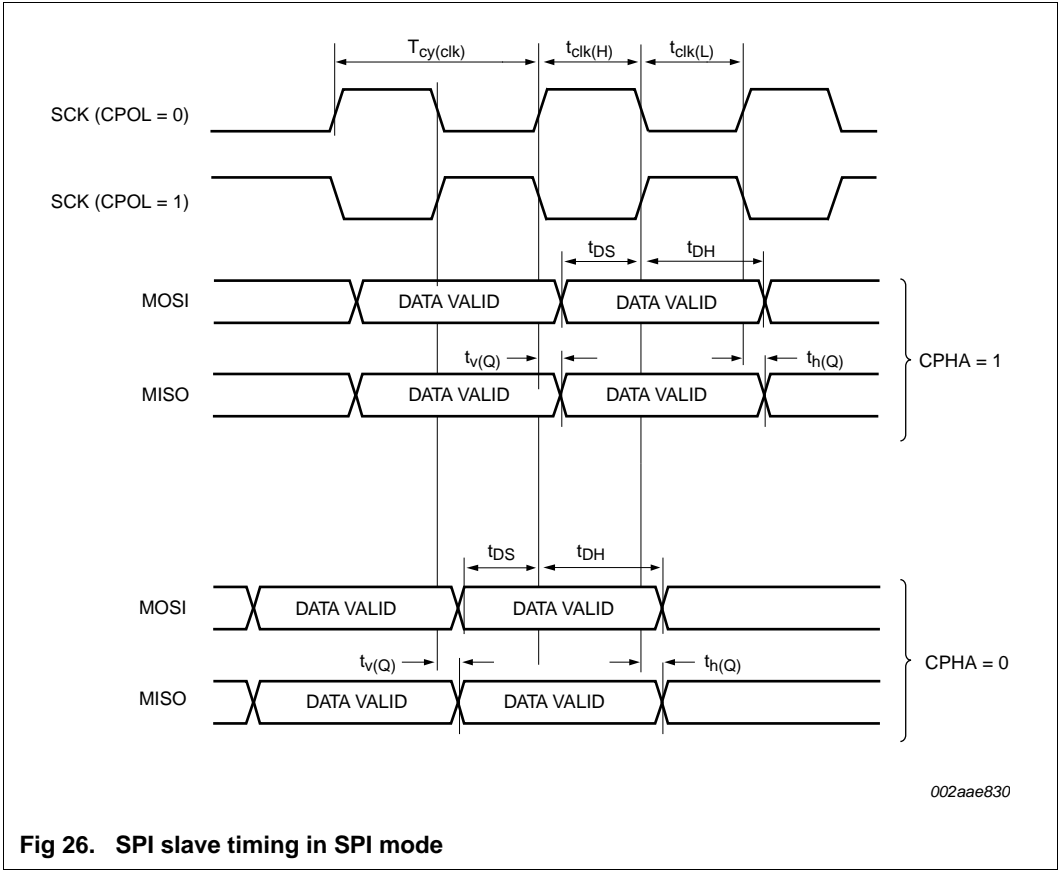 Tcy(clk) tclk(H) tclk(L)
SCK (CPOL = 0)
SCK (CPOL = 1)
tDS tDH
MOSI DATA VALID DATA VALID
tv(Q) th(Q)
CPHA = 1
MISO DATA VALID DATA VALID
tDS tDH
MOSI DATA VALID DATA VALID
tv(Q) th(Q)
CPHA = 0
MISO DATA VALID DATA VALID
002aae830
Fig 26. SPI slave timing in SPI mode